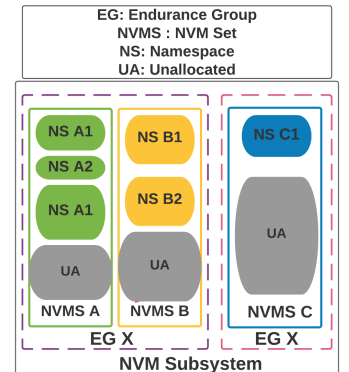 EG: Endurance Group
NVMS : NVM Set
NS: Namespace
UA: Unallocated
NS A1
NS A2
NS A1
UA
NVMS A
NS B1
NS B2
UA
NVMS B
EG X
NS C1
UA
NVMS C
EG X
NVM Subsystem